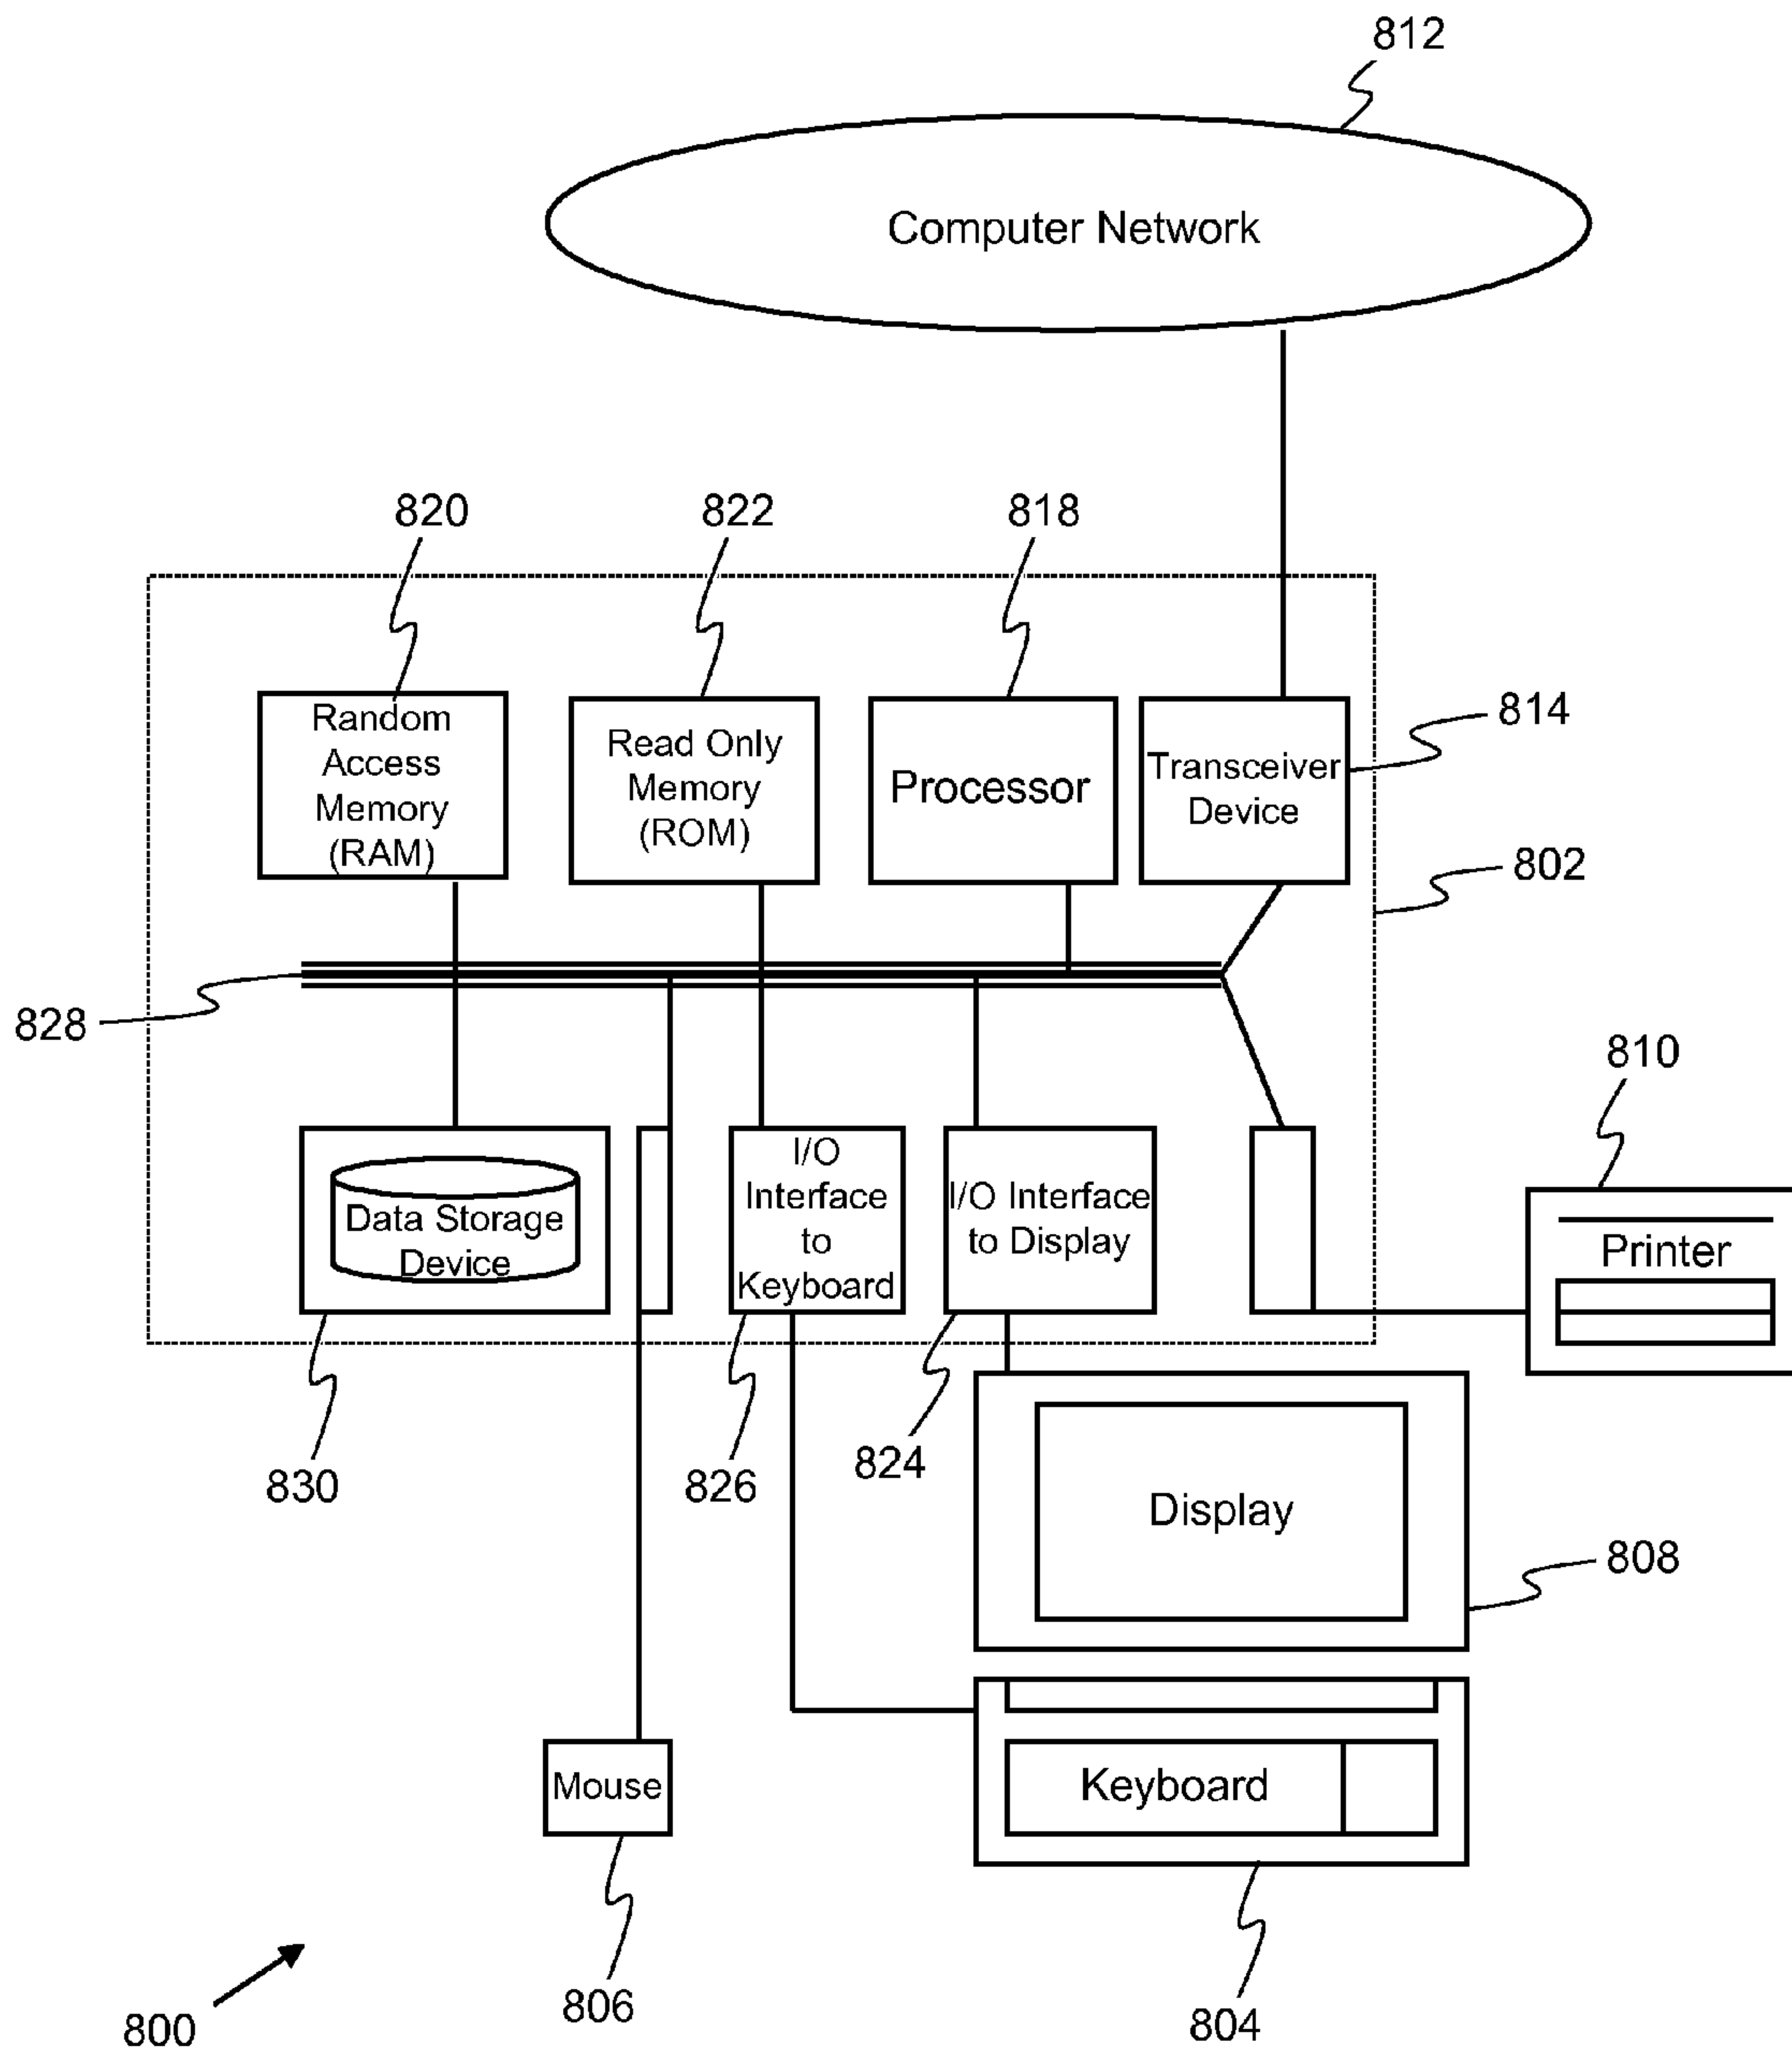 812
Computer Network
820
822
818
Random
Access
Memory
(RAM)
Read Only
Memory
(ROM)
Processor
Transceiver
Device
814
802
828
810
Data Storage
Device
I/O
Interface
to
Keyboard
I/O Interface
to Display
Printer
830
826
824
Display
808
Mouse
Keyboard
806
804
800